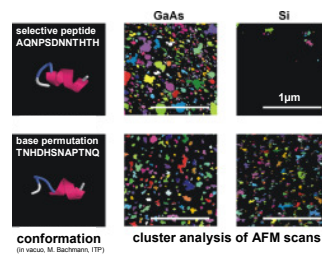 GaAs Si
selective peptide
AQNPSDNNTHTH
1µm
base permutation
TNHDHSNAPTNQ
conformation cluster analysis of AFM scans
(in vacuo, M. Bachmann, ITP)